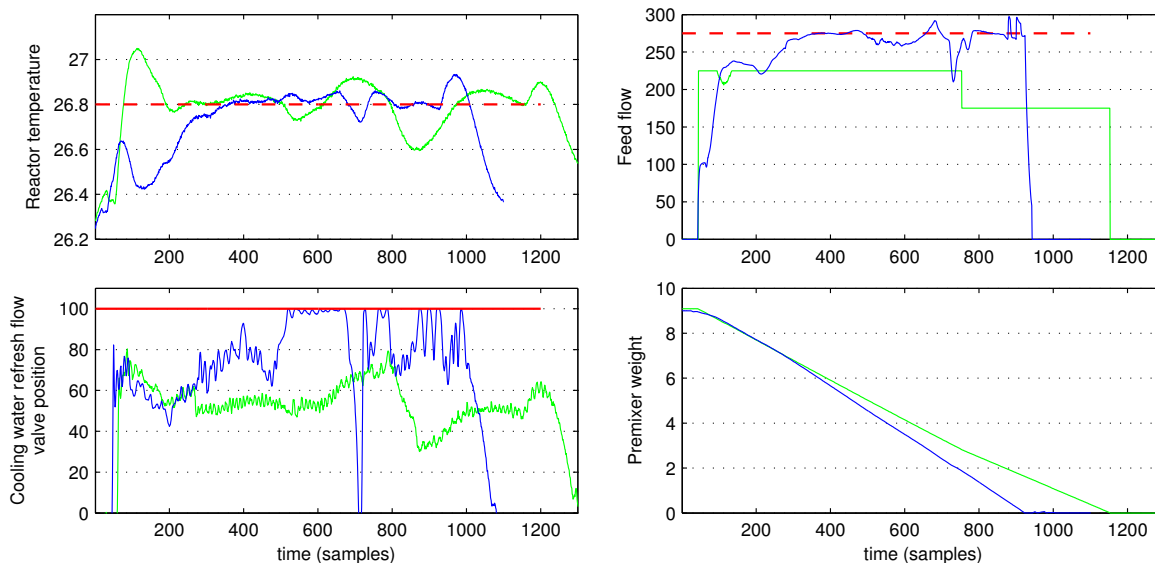 27
26.8
26.6
26.4
26.2
Reactor temperature
200 400 600 800 1000 1200
300
250
200
150
100
50
0
Feed flow
200 400 600 800 1000 1200
100
80
60
40
20
0
Cooling water refresh flow
valve position
200 400 600 800 1000 1200
time (samples)
10
8
6
4
2
0
Premixer weight
200 400 600 800 1000 1200
time (samples)